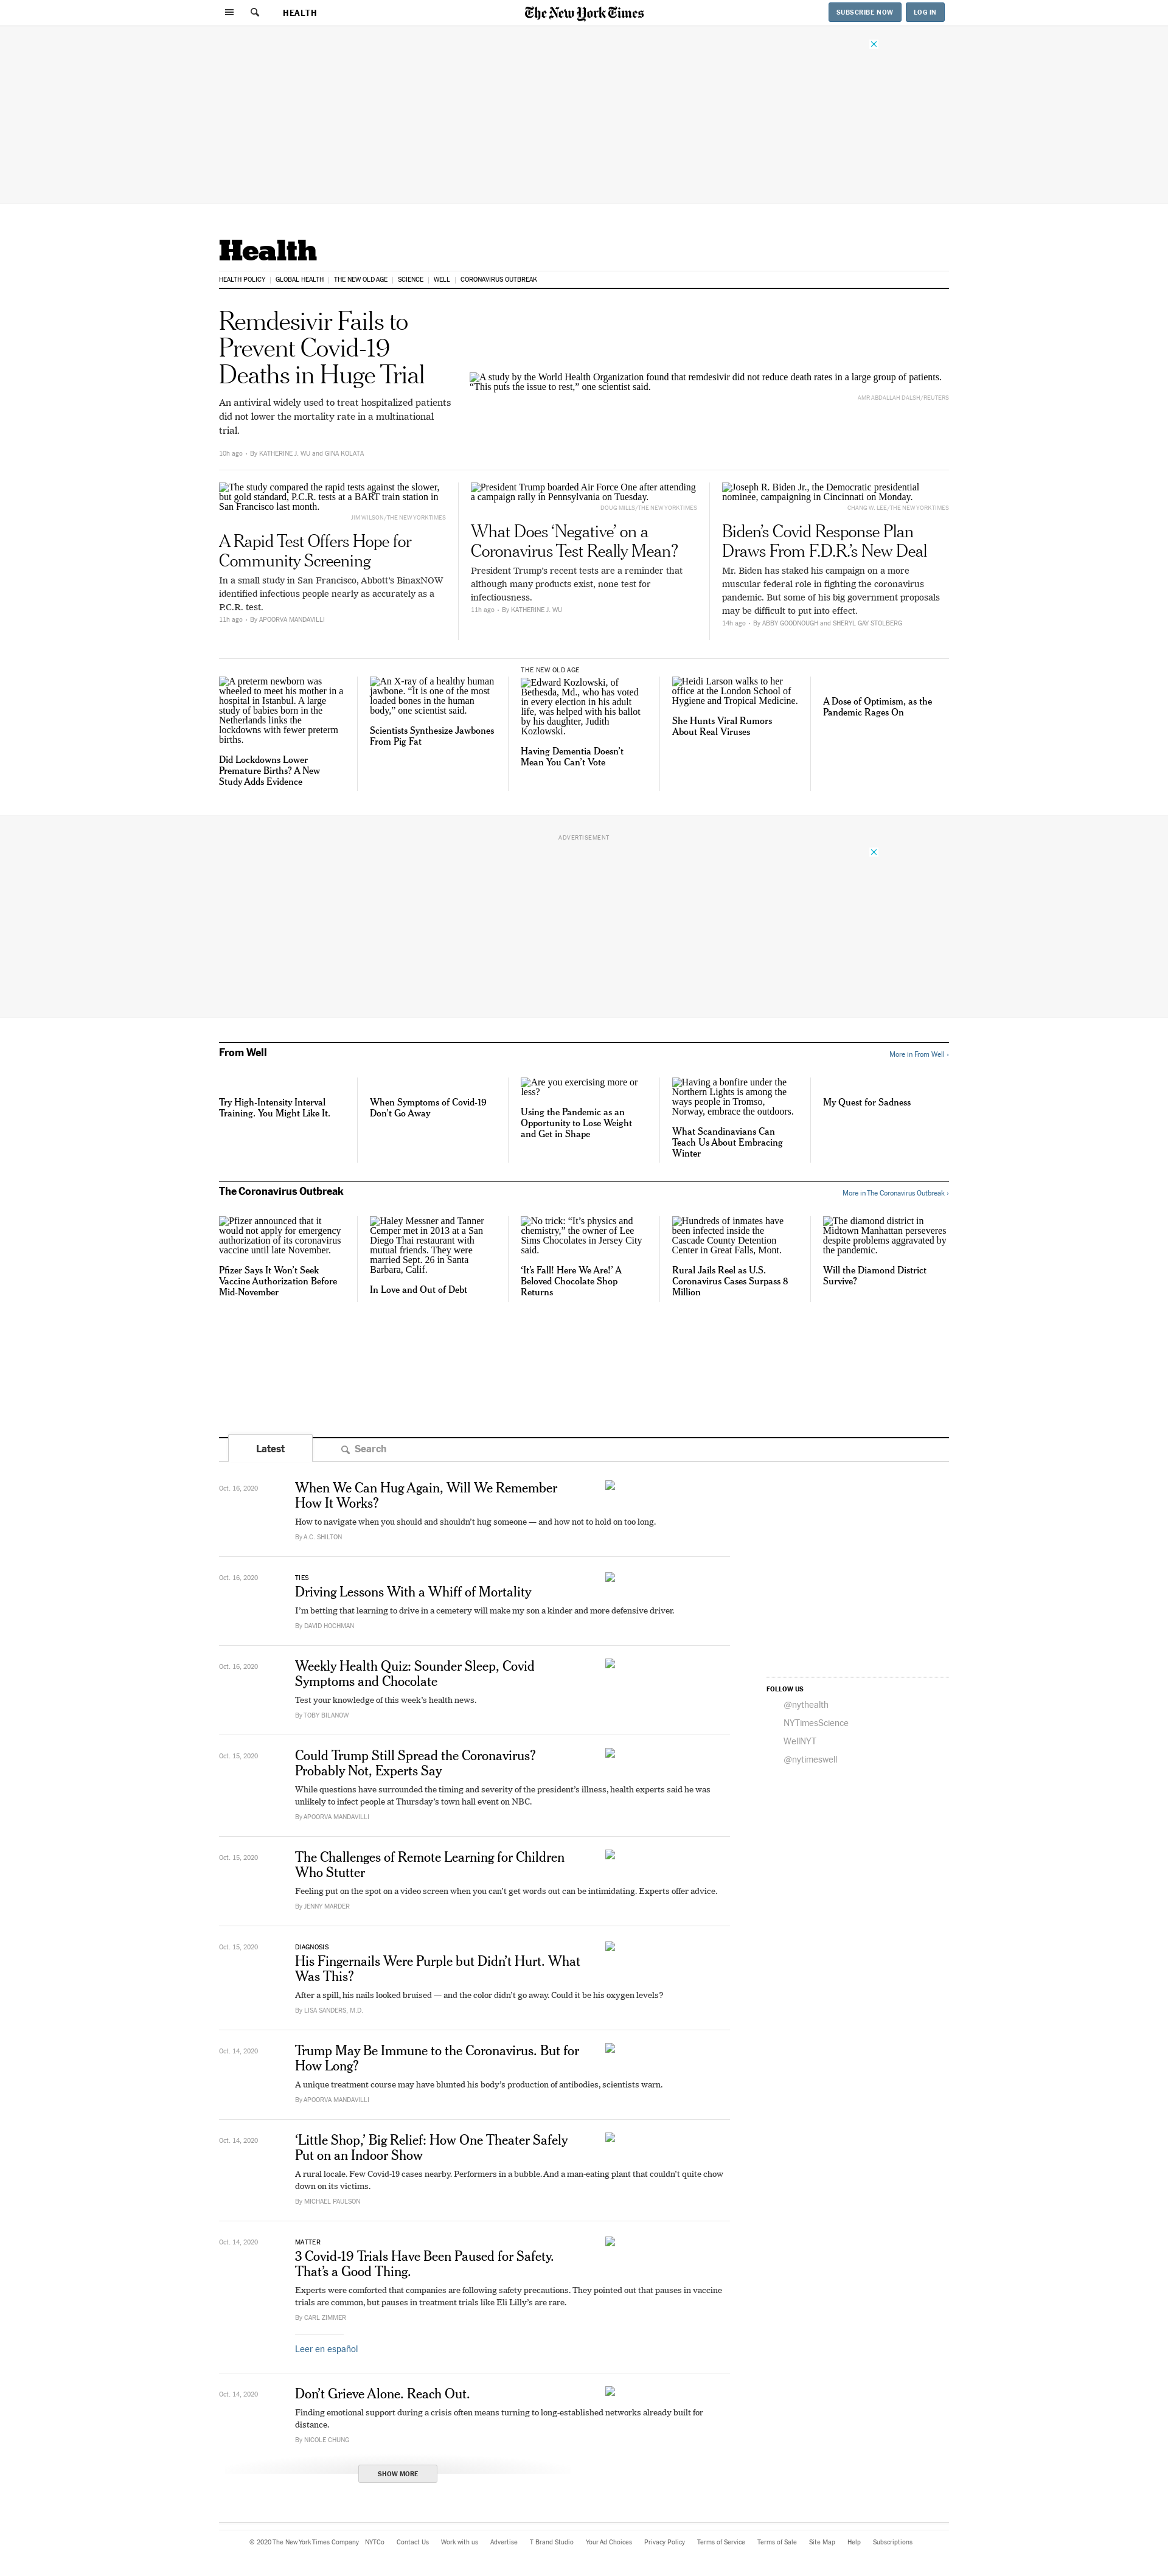 HEALTH
The New York Times
SUBSCRIBE NOW
LOG IN
Health
HEALTH POLICY
GLOBAL HEALTH
THE NEW OLD AGE
SCIENCE
WELL
CORONAVIRUS OUTBREAK
Remdesivir Fails to
Prevent Covid-19
Deaths in Huge Trial
An antiviral widely used to treat hospitalized patients
did not lower the mortality rate in a multinational
trial.
10h ago • By KATHERINE J. WU and GINA KOLATA
A study by the World Health Organization found that remdesivir did not reduce death rates in a large group of patients.
“This puts the issue to rest,” one scientist said.
AMR ABDALLAH DALSH/REUTERS
The study compared the rapid tests against the slower,
but gold standard, P.C.R. tests at a BART train station in
San Francisco last month.
JIM WILSON/THE NEW YORK TIMES
A Rapid Test Offers Hope for
Community Screening
In a small study in San Francisco, Abbott’s BinaxNOW
identified infectious people nearly as accurately as a
P.C.R. test.
11h ago • By APOORVA MANDAVILLI
President Trump boarded Air Force One after attending
a campaign rally in Pennsylvania on Tuesday.
DOUG MILLS/THE NEW YORK TIMES
What Does ‘Negative’ on a
Coronavirus Test Really Mean?
President Trump’s recent tests are a reminder that
although many products exist, none test for
infectiousness.
11h ago • By KATHERINE J. WU
Joseph R. Biden Jr., the Democratic presidential
nominee, campaigning in Cincinnati on Monday.
CHANG W. LEE/THE NEW YORK TIMES
Biden’s Covid Response Plan
Draws From F.D.R.’s New Deal
Mr. Biden has staked his campaign on a more
muscular federal role in fighting the coronavirus
pandemic. But some of his big government proposals
may be difficult to put into effect.
14h ago • By ABBY GOODNOUGH and SHERYL GAY STOLBERG
A preterm newborn was
wheeled to meet his mother in a
hospital in Istanbul. A large
study of babies born in the
Netherlands links the
lockdowns with fewer preterm
births.
Did Lockdowns Lower
Premature Births? A New
Study Adds Evidence
An X-ray of a healthy human
jawbone. “It is one of the most
loaded bones in the human
body,” one scientist said.
Scientists Synthesize Jawbones
From Pig Fat
THE NEW OLD AGE
Edward Kozlowski, of
Bethesda, Md., who has voted
in every election in his adult
life, was helped with his ballot
by his daughter, Judith
Kozlowski.
Having Dementia Doesn’t
Mean You Can’t Vote
Heidi Larson walks to her
office at the London School of
Hygiene and Tropical Medicine.
She Hunts Viral Rumors
About Real Viruses
A Dose of Optimism, as the
Pandemic Rages On
ADVERTISEMENT
From Well
More in From Well ›
Try High-Intensity Interval
Training. You Might Like It.
When Symptoms of Covid-19
Don’t Go Away
Are you exercising more or
less?
Using the Pandemic as an
Opportunity to Lose Weight
and Get in Shape
Having a bonfire under the
Northern Lights is among the
ways people in Tromso,
Norway, embrace the outdoors.
What Scandinavians Can
Teach Us About Embracing
Winter
My Quest for Sadness
The Coronavirus Outbreak
More in The Coronavirus Outbreak ›
Pfizer announced that it
would not apply for emergency
authorization of its coronavirus
vaccine until late November.
Pfizer Says It Won’t Seek
Vaccine Authorization Before
Mid-November
Haley Messner and Tanner
Cemper met in 2013 at a San
Diego Thai restaurant with
mutual friends. They were
married Sept. 26 in Santa
Barbara, Calif.
In Love and Out of Debt
No trick: “It’s physics and
chemistry,” the owner of Lee
Sims Chocolates in Jersey City
said.
‘It’s Fall! Here We Are!’ A
Beloved Chocolate Shop
Returns
Hundreds of inmates have
been infected inside the
Cascade County Detention
Center in Great Falls, Mont.
Rural Jails Reel as U.S.
Coronavirus Cases Surpass 8
Million
The diamond district in
Midtown Manhattan perseveres
despite problems aggravated by
the pandemic.
Will the Diamond District
Survive?
Latest
Search
Oct. 16, 2020
When We Can Hug Again, Will We Remember
How It Works?
How to navigate when you should and shouldn’t hug someone — and how not to hold on too long.
By A.C. SHILTON
Oct. 16, 2020
TIES
Driving Lessons With a Whiff of Mortality
I’m betting that learning to drive in a cemetery will make my son a kinder and more defensive driver.
By DAVID HOCHMAN
Oct. 16, 2020
Weekly Health Quiz: Sounder Sleep, Covid
Symptoms and Chocolate
Test your knowledge of this week’s health news.
By TOBY BILANOW
FOLLOW US
@nythealth
NYTimesScience
WellNYT
@nytimeswell
Oct. 15, 2020
Could Trump Still Spread the Coronavirus?
Probably Not, Experts Say
While questions have surrounded the timing and severity of the president’s illness, health experts said he was
unlikely to infect people at Thursday’s town hall event on NBC.
By APOORVA MANDAVILLI
Oct. 15, 2020
The Challenges of Remote Learning for Children
Who Stutter
Feeling put on the spot on a video screen when you can’t get words out can be intimidating. Experts offer advice.
By JENNY MARDER
Oct. 15, 2020
DIAGNOSIS
His Fingernails Were Purple but Didn’t Hurt. What
Was This?
After a spill, his nails looked bruised — and the color didn’t go away. Could it be his oxygen levels?
By LISA SANDERS, M.D.
Oct. 14, 2020
Trump May Be Immune to the Coronavirus. But for
How Long?
A unique treatment course may have blunted his body’s production of antibodies, scientists warn.
By APOORVA MANDAVILLI
Oct. 14, 2020
‘Little Shop,’ Big Relief: How One Theater Safely
Put on an Indoor Show
A rural locale. Few Covid-19 cases nearby. Performers in a bubble. And a man-eating plant that couldn’t quite chow
down on its victims.
By MICHAEL PAULSON
Oct. 14, 2020
MATTER
3 Covid-19 Trials Have Been Paused for Safety.
That’s a Good Thing.
Experts were comforted that companies are following safety precautions. They pointed out that pauses in vaccine
trials are common, but pauses in treatment trials like Eli Lilly’s are rare.
By CARL ZIMMER
Leer en español
Oct. 14, 2020
Don’t Grieve Alone. Reach Out.
Finding emotional support during a crisis often means turning to long-established networks already built for
distance.
By NICOLE CHUNG
SHOW MORE
© 2020 The New York Times Company NYTCo Contact Us Work with us Advertise T Brand Studio Your Ad Choices Privacy Policy Terms of Service Terms of Sale Site Map Help Subscriptions